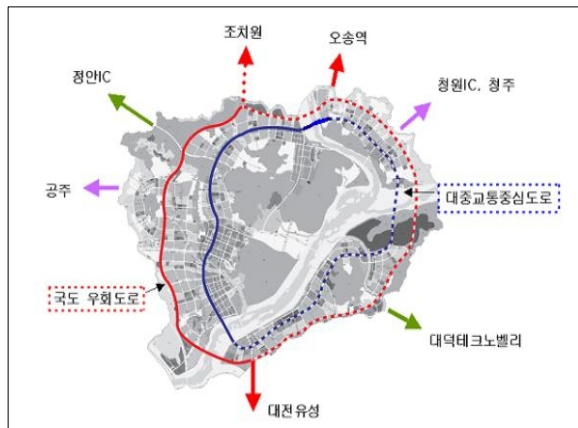 조치원
오송역
정안IC
청원IC, 청주
공주
대중교통중심도로
국도 우회도로
대덕테크노벨리
대전유성